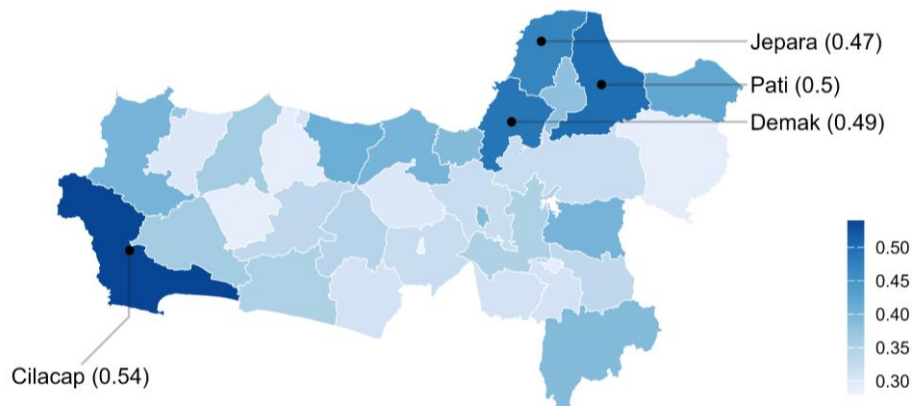 Jepara (0.47)
Pati (0.5)
Demak (0.49)
Cilacap (0.54)
0.50
0.45
0.40
0.35
0.30